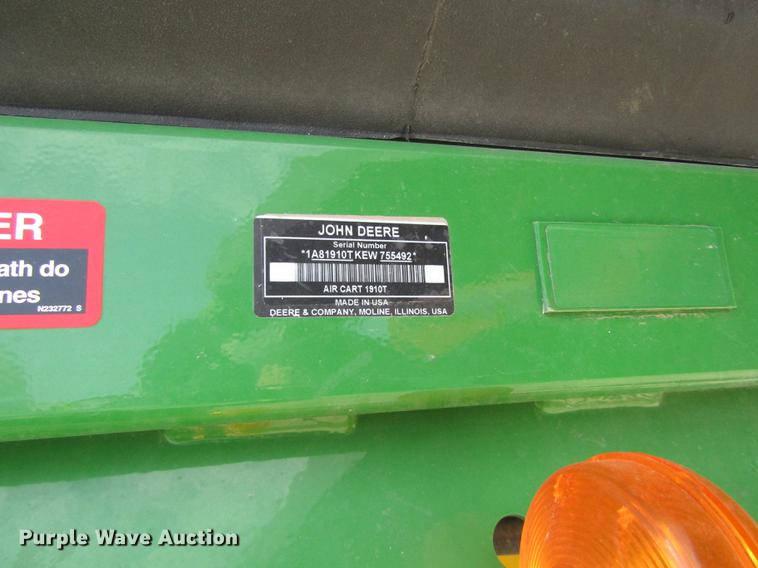 ER
ath do
nes
N232772 S
JOHN DEERE
Serial Number
*1A81910TKEW755492*
AIR CART 1910T
MADE IN USA
DEERE & COMPANY, MOLINE, ILLINOIS, USA
Purple Wave Auction